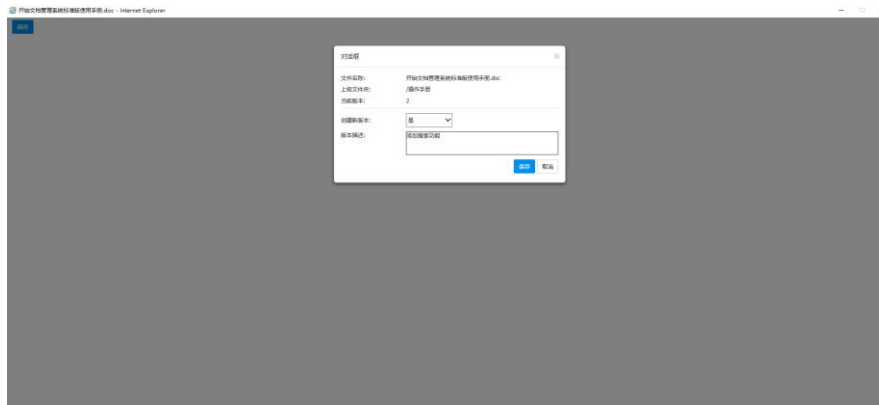 开始文档管理系统标准版使用手册.doc - Internet Explorer
保存
对话框
文件名称: 开始文档管理系统标准版使用手册.doc
上级文件夹: /操作手册
当前版本: 2
创建新版本: 是
版本描述: 添加搜索功能
保存 取消